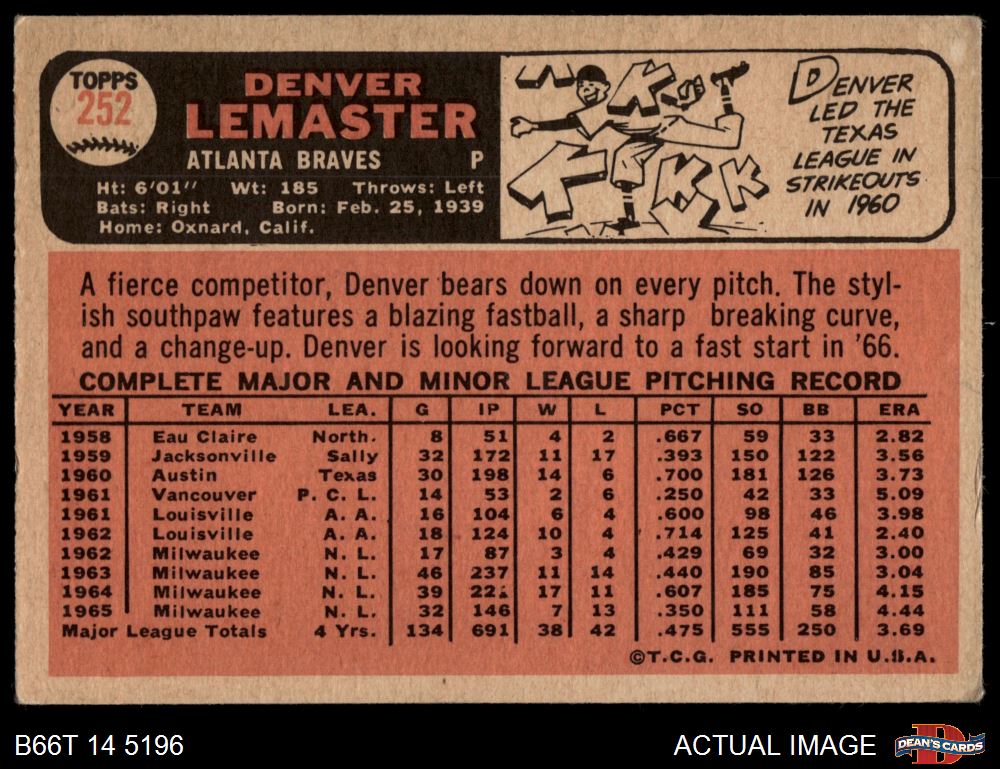 TOPPS
252
DENVER
LEMASTER
ATLANTA BRAVES P
Ht: 6'01" Wt: 185 Throws: Left
Bats: Right Born: Feb. 25, 1939
Home: Oxnard, Calif.
K K K K
DENVER
LED THE
TEXAS
LEAGUE IN
STRIKEOUTS
IN 1960
A fierce competitor, Denver bears down on every pitch. The styl-
ish southpaw features a blazing fastball, a sharp breaking curve,
and a change-up. Denver is looking forward to a fast start in '66.
COMPLETE MAJOR AND MINOR LEAGUE PITCHING RECORD
YEAR TEAM LEA. G IP W L PCT SO BB ERA
1958 Eau Claire North. 8 51 4 2 .667 59 33 2.82
1959 Jacksonville Sally 32 172 11 17 .393 150 122 3.56
1960 Austin Texas 30 198 14 6 .700 181 126 3.73
1961 Vancouver P. C. L. 14 53 2 6 .250 42 33 5.09
1961 Louisville A. A. 16 104 6 4 .600 98 46 3.98
1962 Louisville A. A. 18 124 10 4 .714 125 41 2.40
1962 Milwaukee N. L. 17 87 3 4 .429 69 32 3.00
1963 Milwaukee N. L. 46 237 11 14 .440 190 85 3.04
1964 Milwaukee N. L. 39 17 11 .607 185 75 4.15
1965 Milwaukee N. L. 32 146 7 13 .350 111 58 4.44
Major League Totals 4 Yrs. 134 691 38 42 .475 555 250 3.69
©T.C.G. PRINTED IN U.S.A.
B66T 14 5196 ACTUAL IMAGE D DEAN'S CARDS